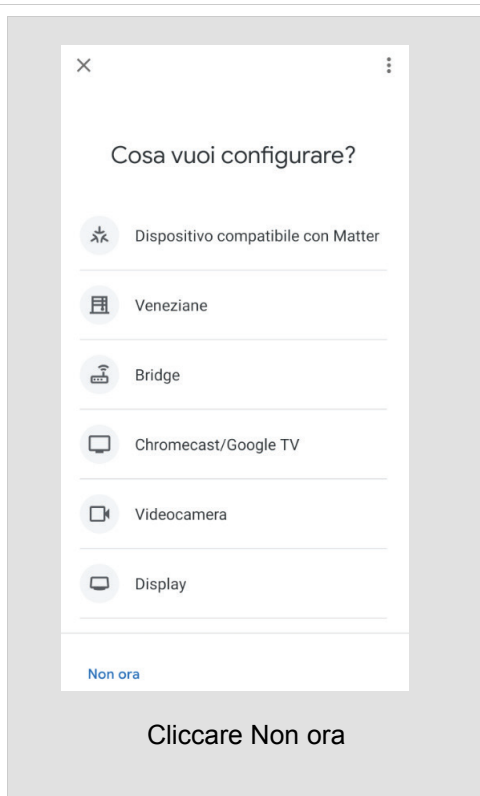 Cosa vuoi configurare?
Dispositivo compatibile con Matter
Veneziane
Bridge
Chromecast/Google TV
Videocamera
Display
Non ora
Cliccare Non ora